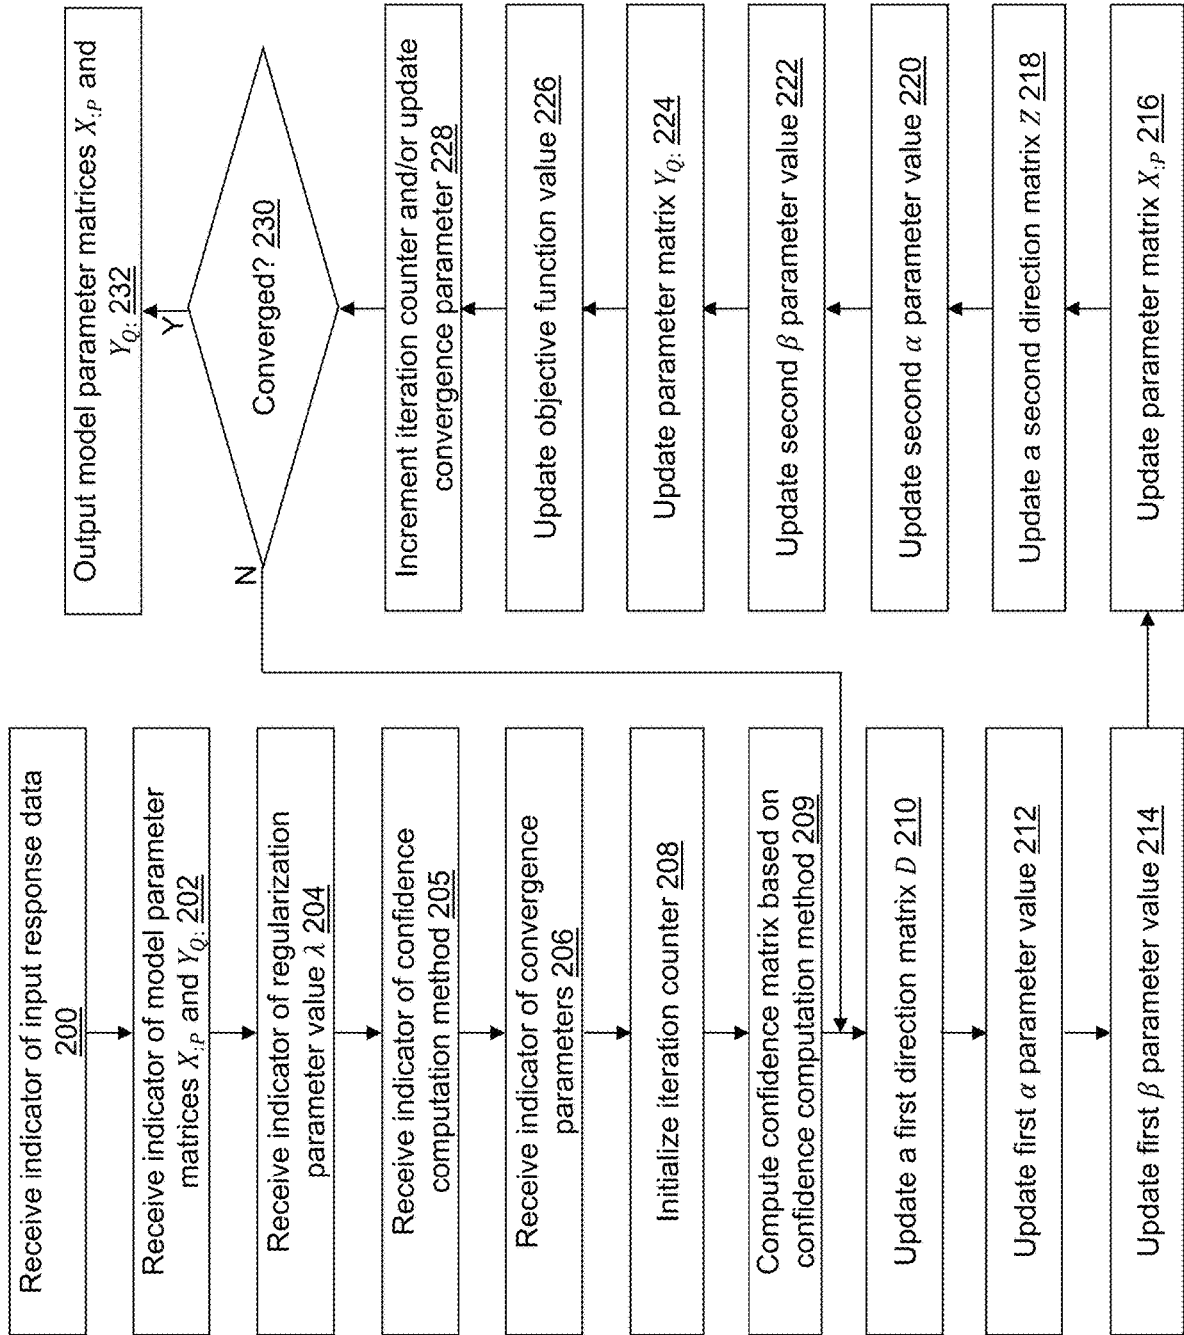 Receive indicator of input response data
200
Receive indicator of model parameter
matrices X:P and YQ: 202
Receive indicator of regularization
parameter value λ 204
Receive indicator of confidence
computation method 205
Receive indicator of convergence
parameters 206
Initialize iteration counter 208
Compute confidence matrix based on
confidence computation method 209
Update a first direction matrix D 210
Update first α parameter value 212
Update first β parameter value 214
Update parameter matrix X:P 216
Update a second direction matrix Z 218
Update second α parameter value 220
Update second β parameter value 222
Update parameter matrix YQ: 224
Update objective function value 226
Increment iteration counter and/or update
convergence parameter 228
Converged? 230
N
Y
Output model parameter matrices X:P and
YQ: 232